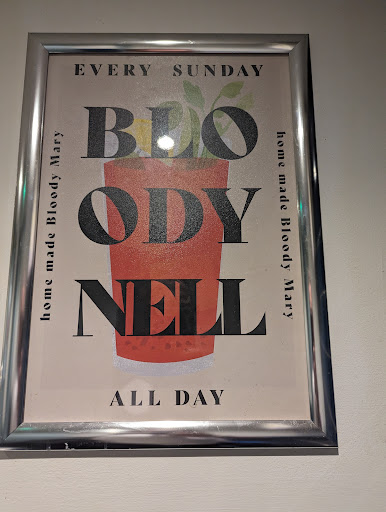 EVERY SUNDAY
BLO
ODY
NELL
home made Bloody Mary
home made Bloody Mary
ALL DAY